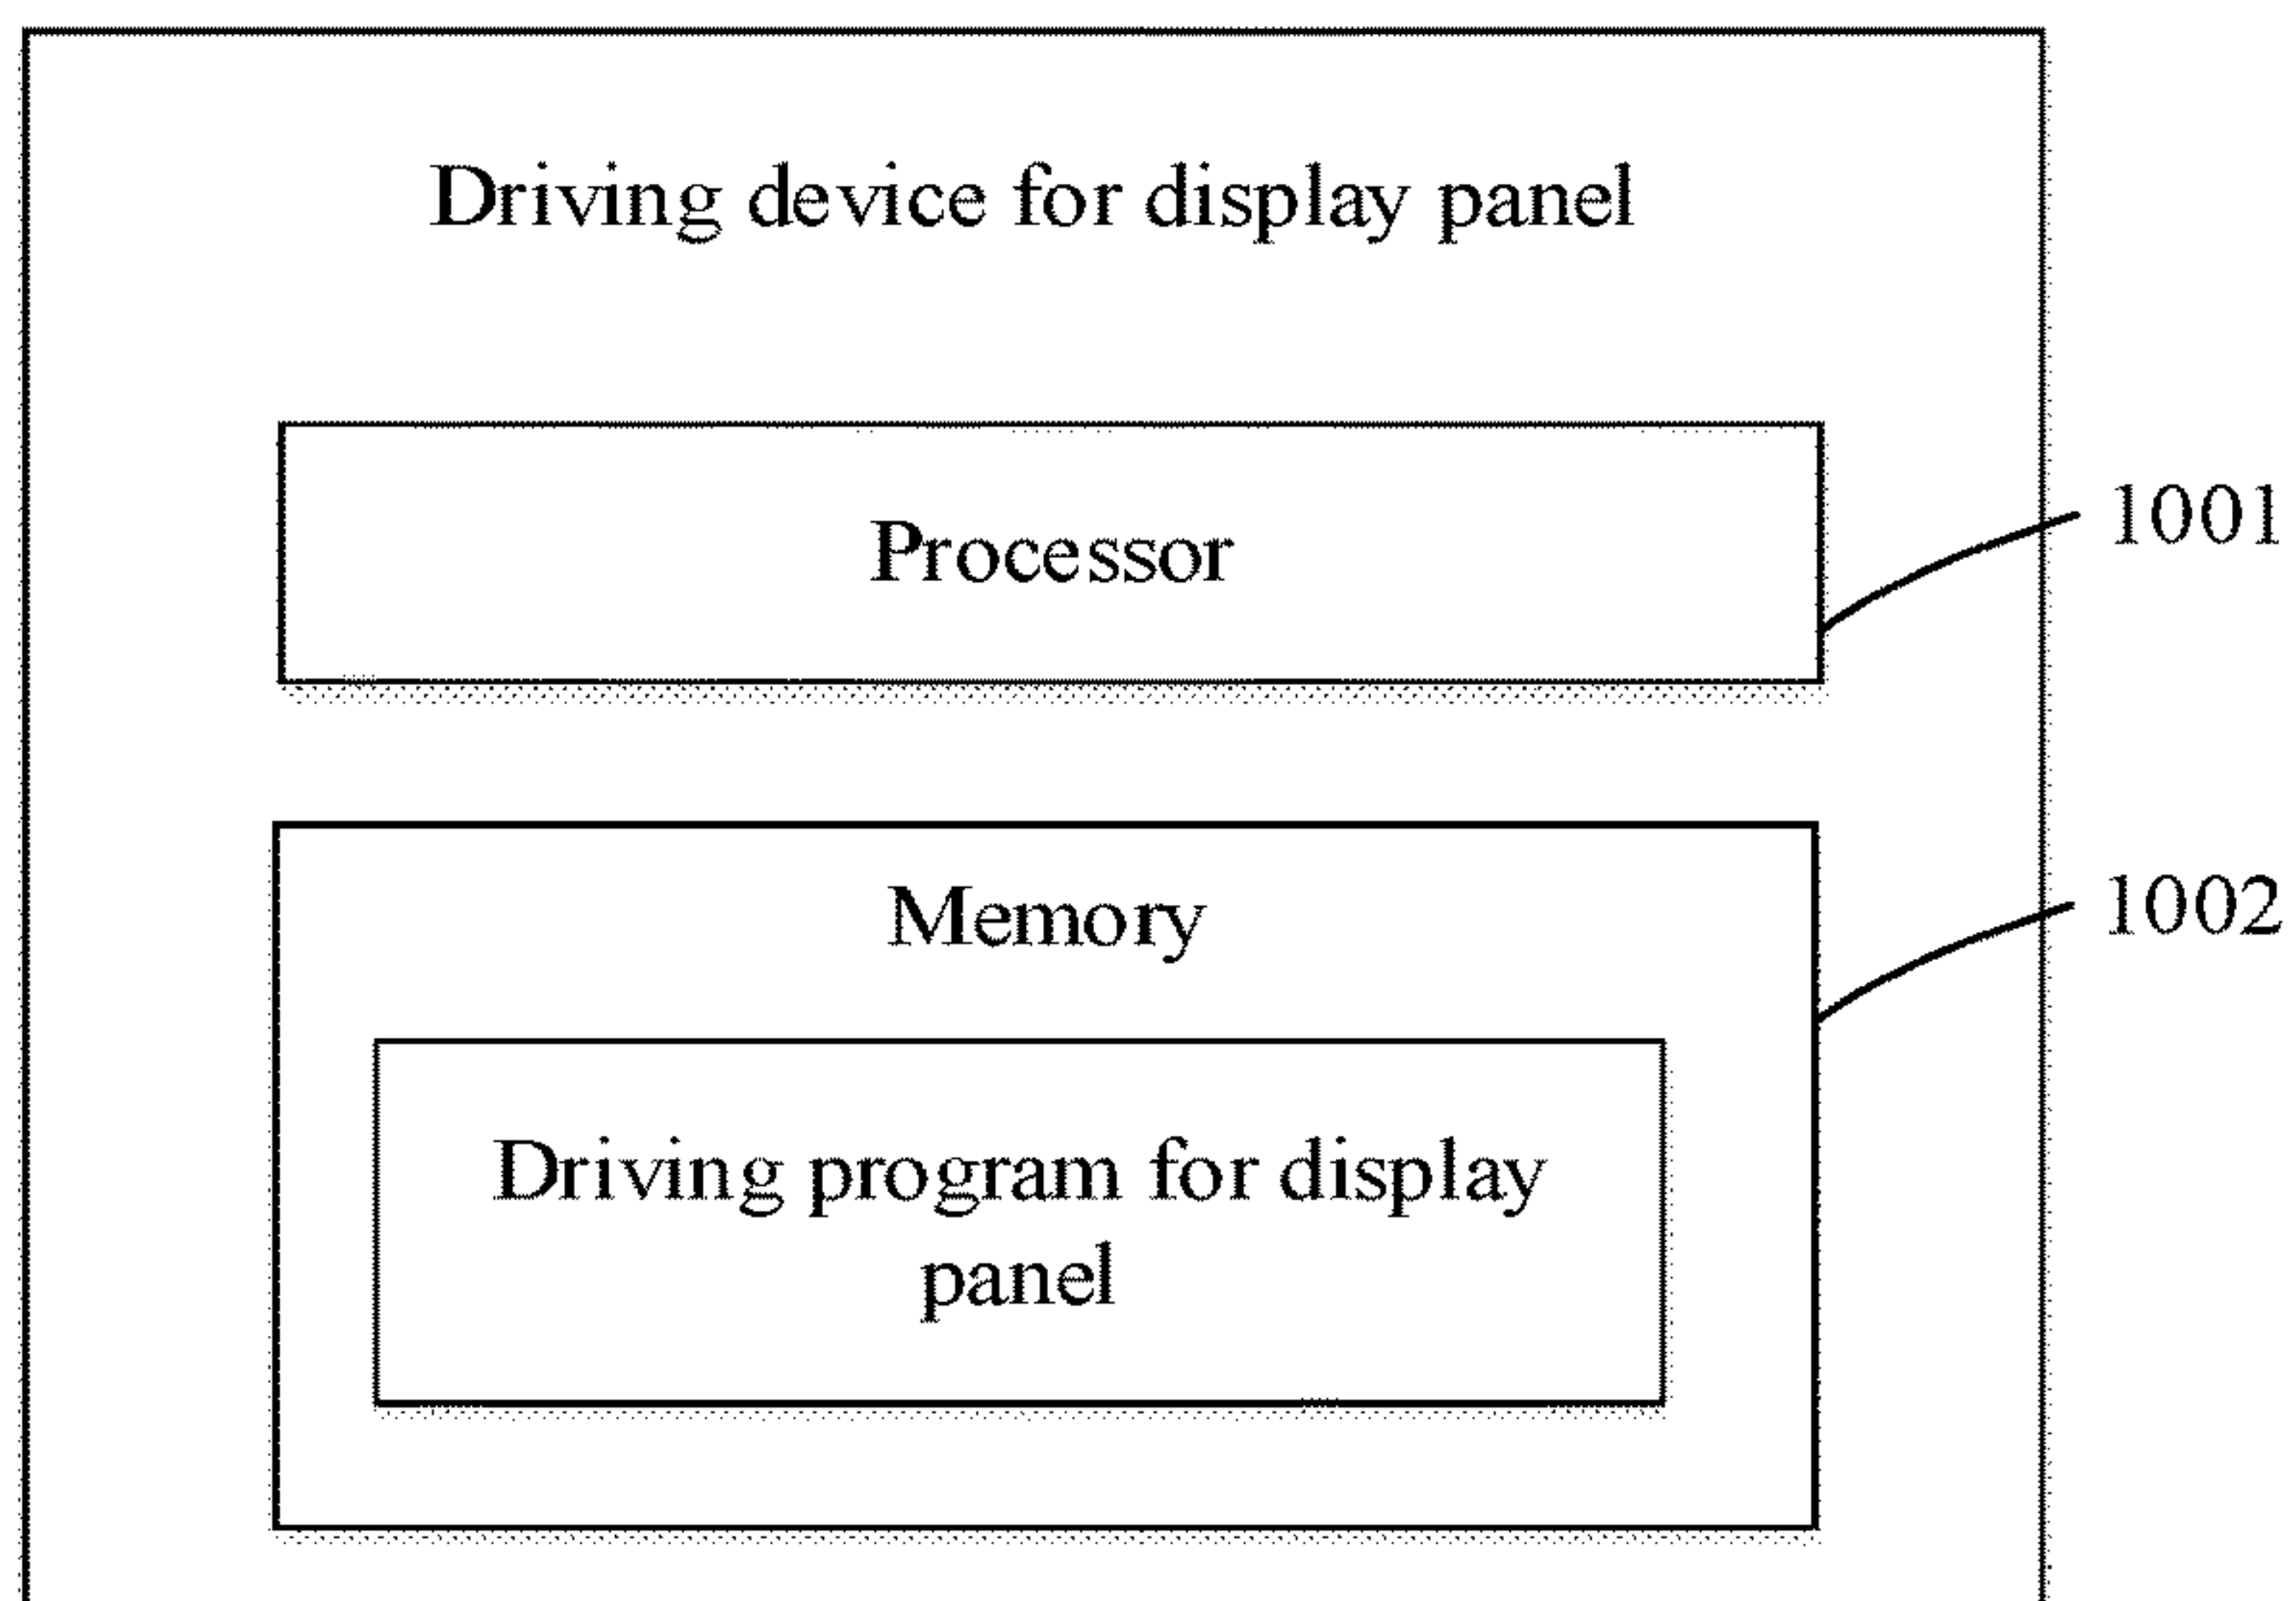 Driving device for display panel
Processor
1001
Memory
1002
Driving program for display
panel